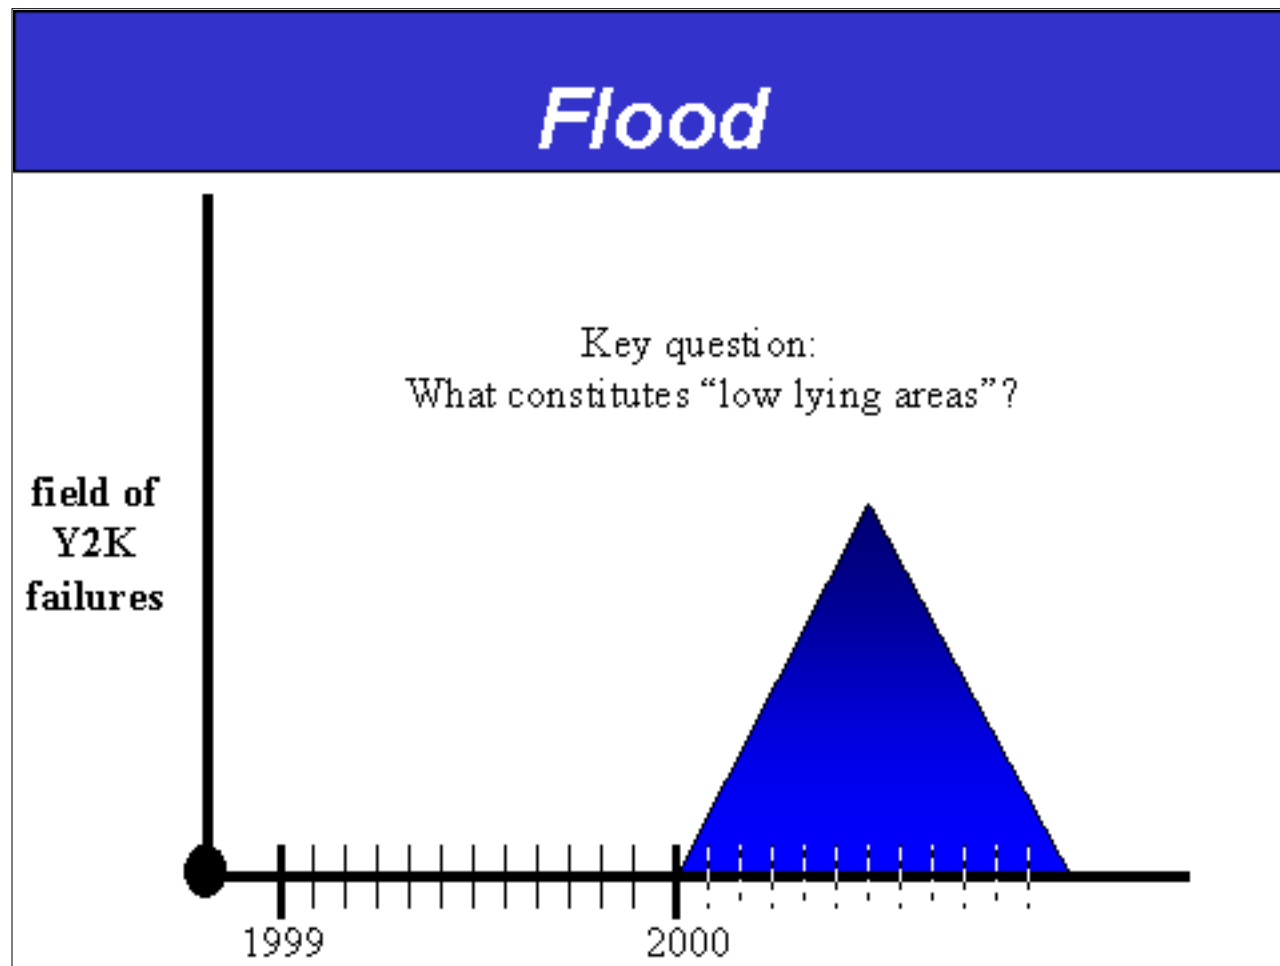 Flood
Key question:
What constitutes “low lying areas”?
field of
Y2K
failures
1999
2000